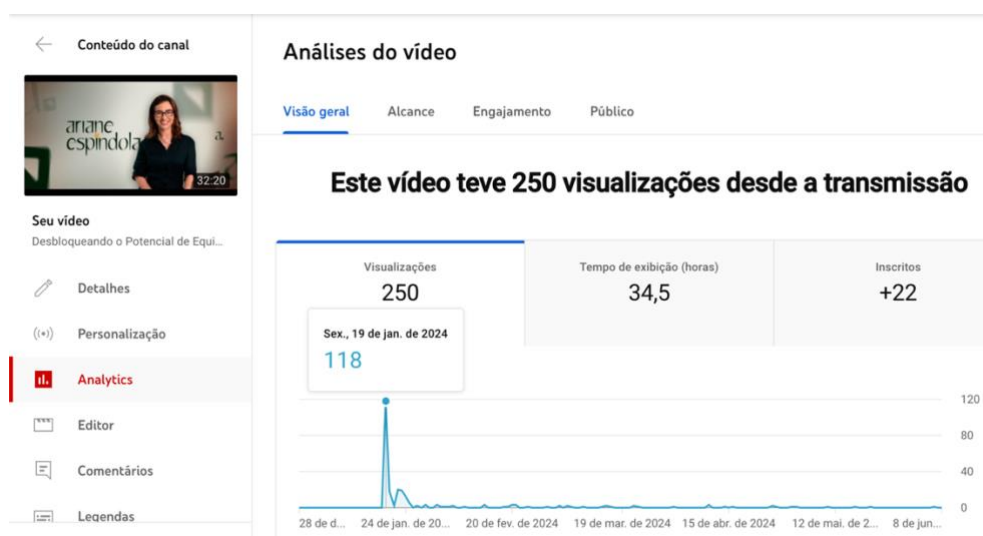 Conteúdo do canal
ariane
espindola
a.
32:20
Seu vídeo
Desbloqueando o Potencial de Equi...
Detalhes
Personalização
Analytics
Editor
Comentários
Legendas
Análises do vídeo
Visão geral Alcance Engajamento Público
Este vídeo teve 250 visualizações desde a transmissão
Visualizações
250
Tempo de exibição (horas)
34,5
Inscritos
+22
Sex., 19 de jan. de 2024
118
120
80
40
0
28 de d... 24 de jan. de 20... 20 de fev. de 2024 19 de mar. de 2024 15 de abr. de 2024 12 de mai. de 2... 8 de jun...